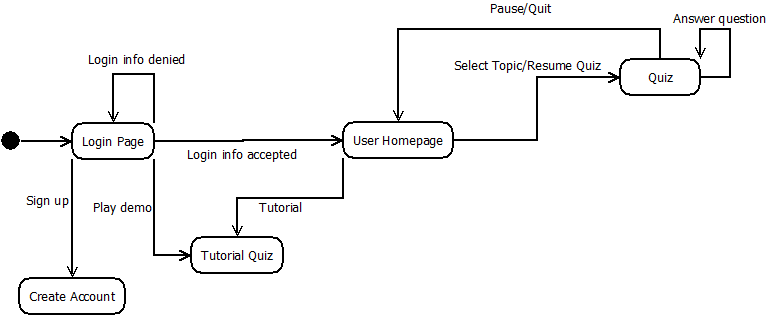 Pause/Quit
Answer question
Login info denied
Select Topic/Resume Quiz
Quiz
Login Page
User Homepage
Login info accepted
Sign up
Play demo
Tutorial
Tutorial Quiz
Create Account